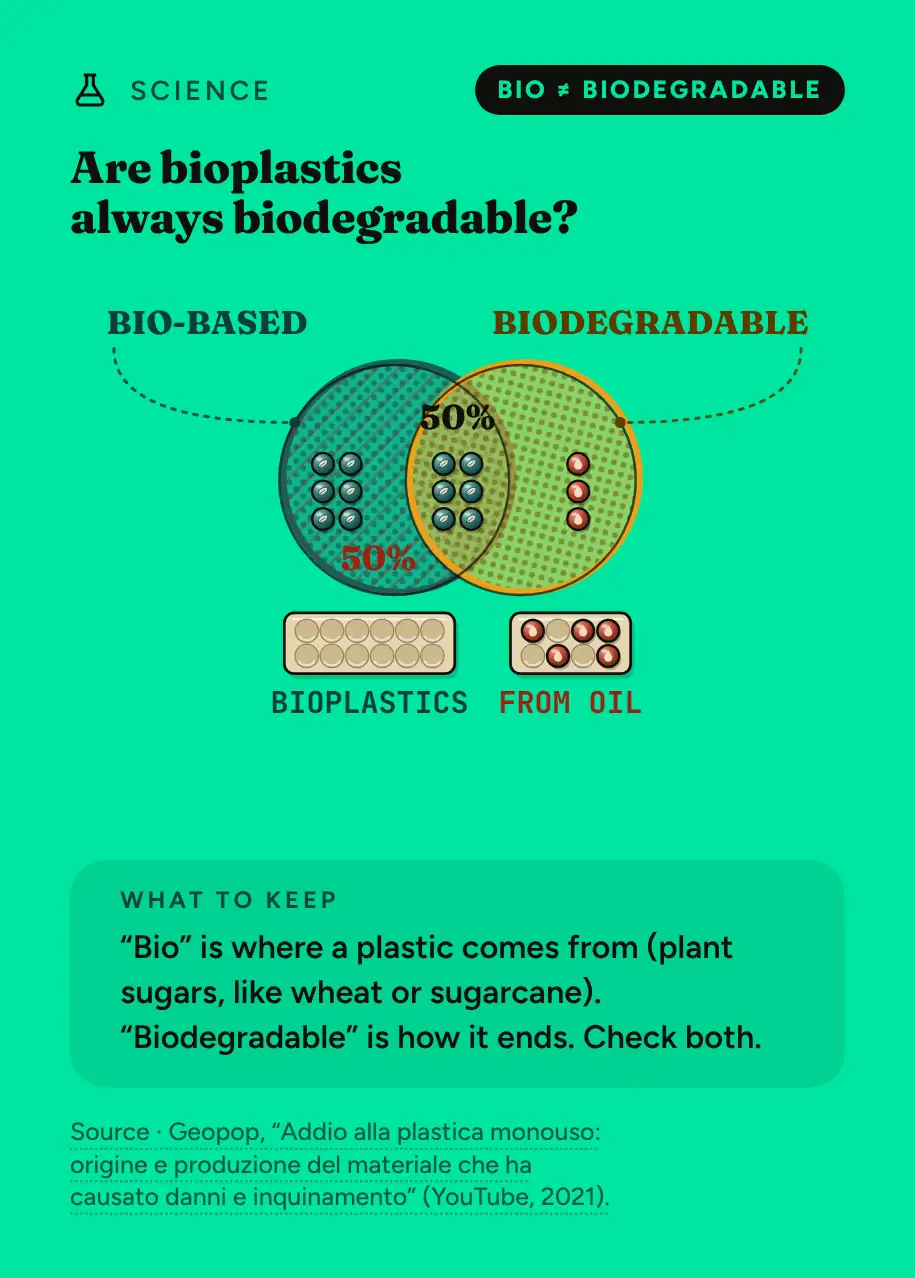 SCIENCE
BIO ≠ BIODEGRADABLE
Are bioplastics
always biodegradable?
BIO-BASED
BIODEGRADABLE
50%
50%
BIOPLASTICS
FROM OIL
WHAT TO KEEP
“Bio” is where a plastic comes from (plant
sugars, like wheat or sugarcane).
“Biodegradable” is how it ends. Check both.
Source · Geopop, “Addio alla plastica monouso:
origine e produzione del materiale che ha
causato danni e inquinamento” (YouTube, 2021).